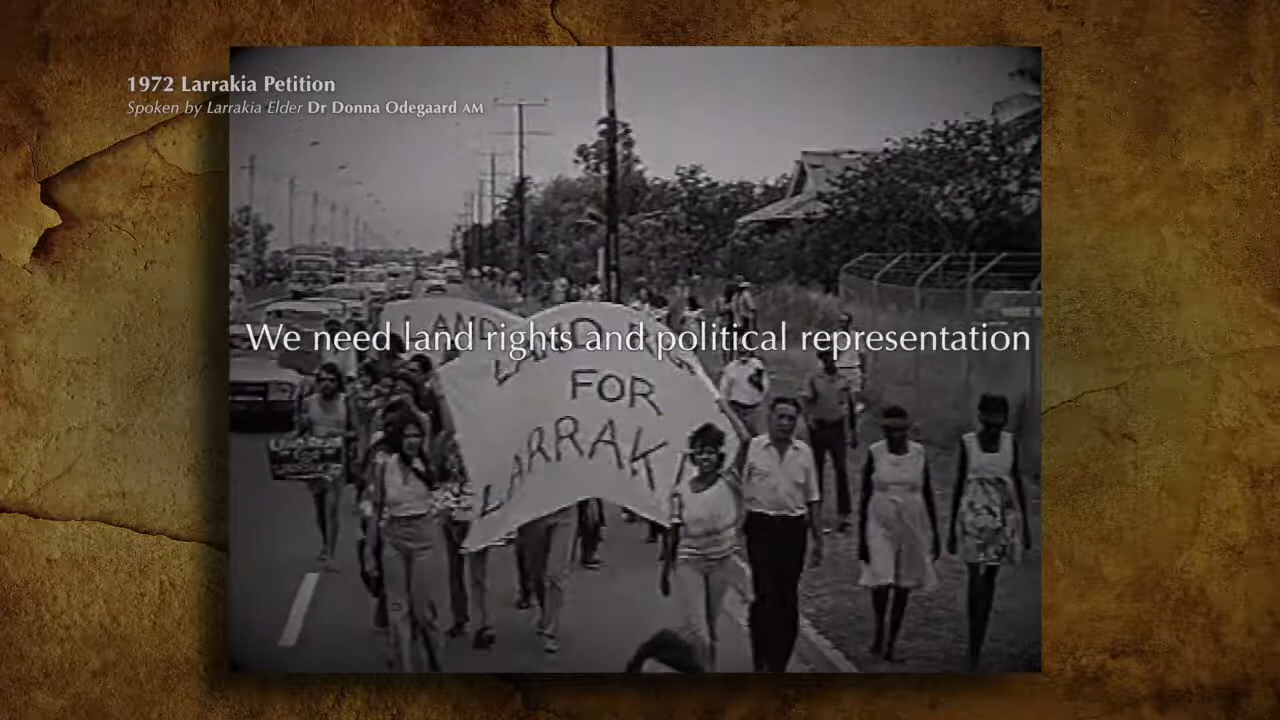 1972 Larrakia Petition
Spoken by Larrakia Elder Dr Donna Odegaard AM
We need land rights and political representation
LAND
FOR
LARRAK